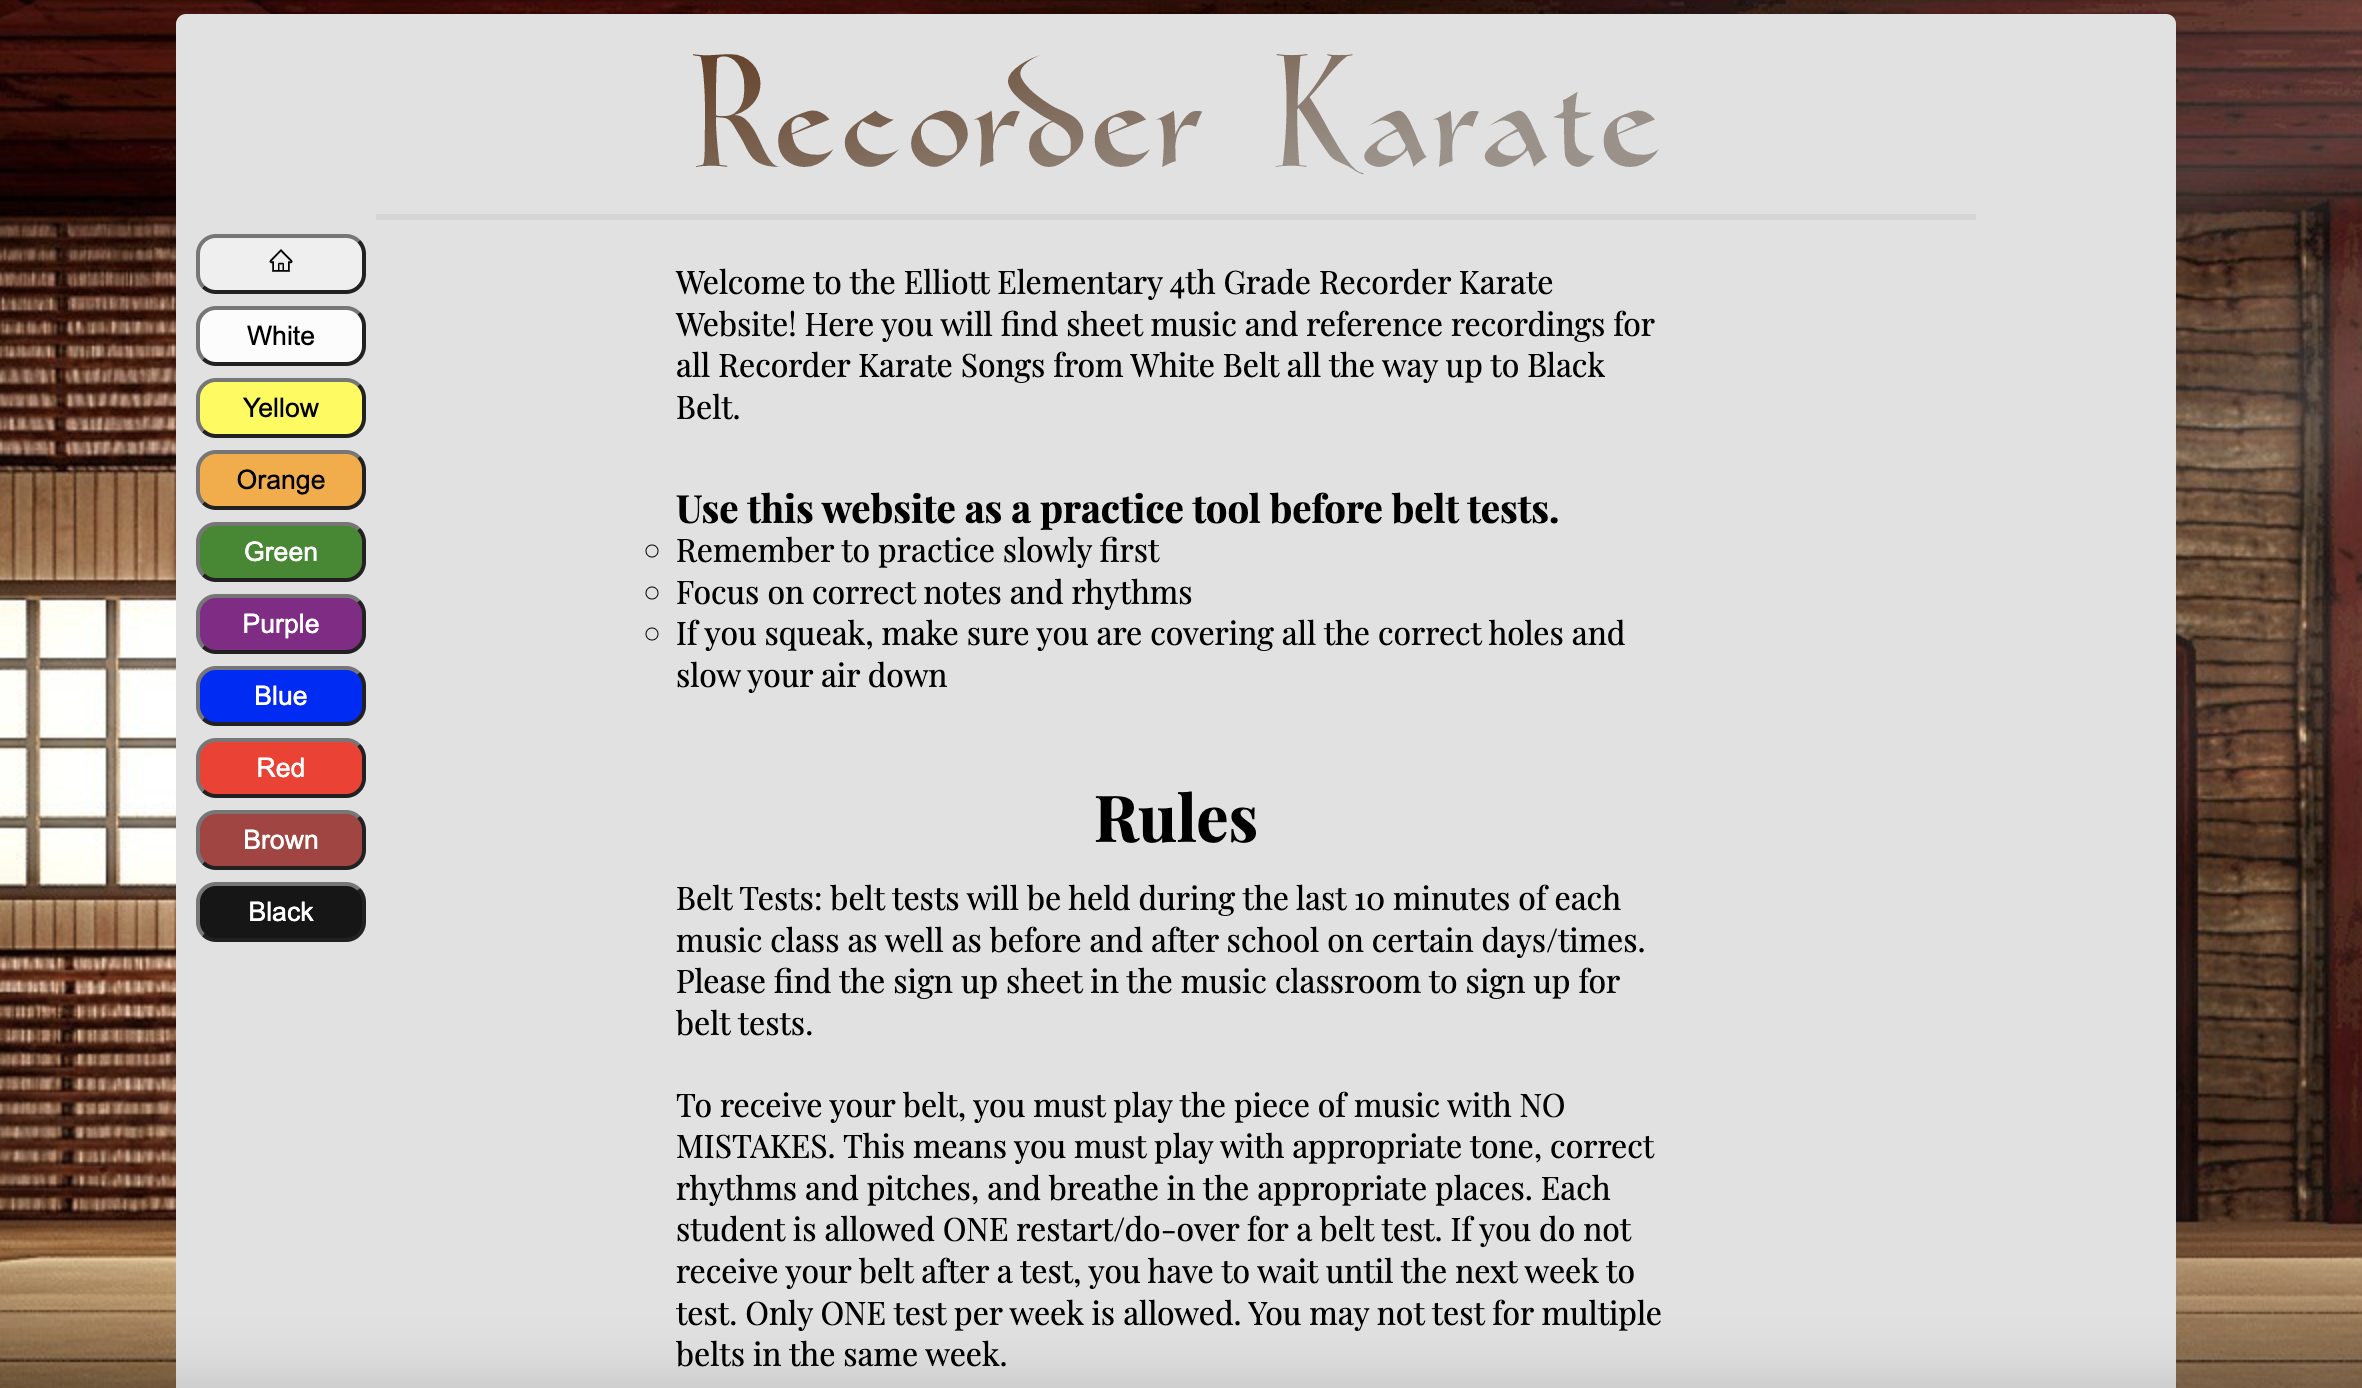 Recorder Karate
White
Yellow
Orange
Green
Purple
Blue
Red
Brown
Black
Welcome to the Elliott Elementary 4th Grade Recorder Karate
Website! Here you will find sheet music and reference recordings for
all Recorder Karate Songs from White Belt all the way up to Black
Belt.
Use this website as a practice tool before belt tests.
Remember to practice slowly first
Focus on correct notes and rhythms
If you squeak, make sure you are covering all the correct holes and
slow your air down
Rules
Belt Tests: belt tests will be held during the last 10 minutes of each
music class as well as before and after school on certain days/times.
Please find the sign up sheet in the music classroom to sign up for
belt tests.
To receive your belt, you must play the piece of music with NO
MISTAKES. This means you must play with appropriate tone, correct
rhythms and pitches, and breathe in the appropriate places. Each
student is allowed ONE restart/do-over for a belt test. If you do not
receive your belt after a test, you have to wait until the next week to
test. Only ONE test per week is allowed. You may not test for multiple
belts in the same week.